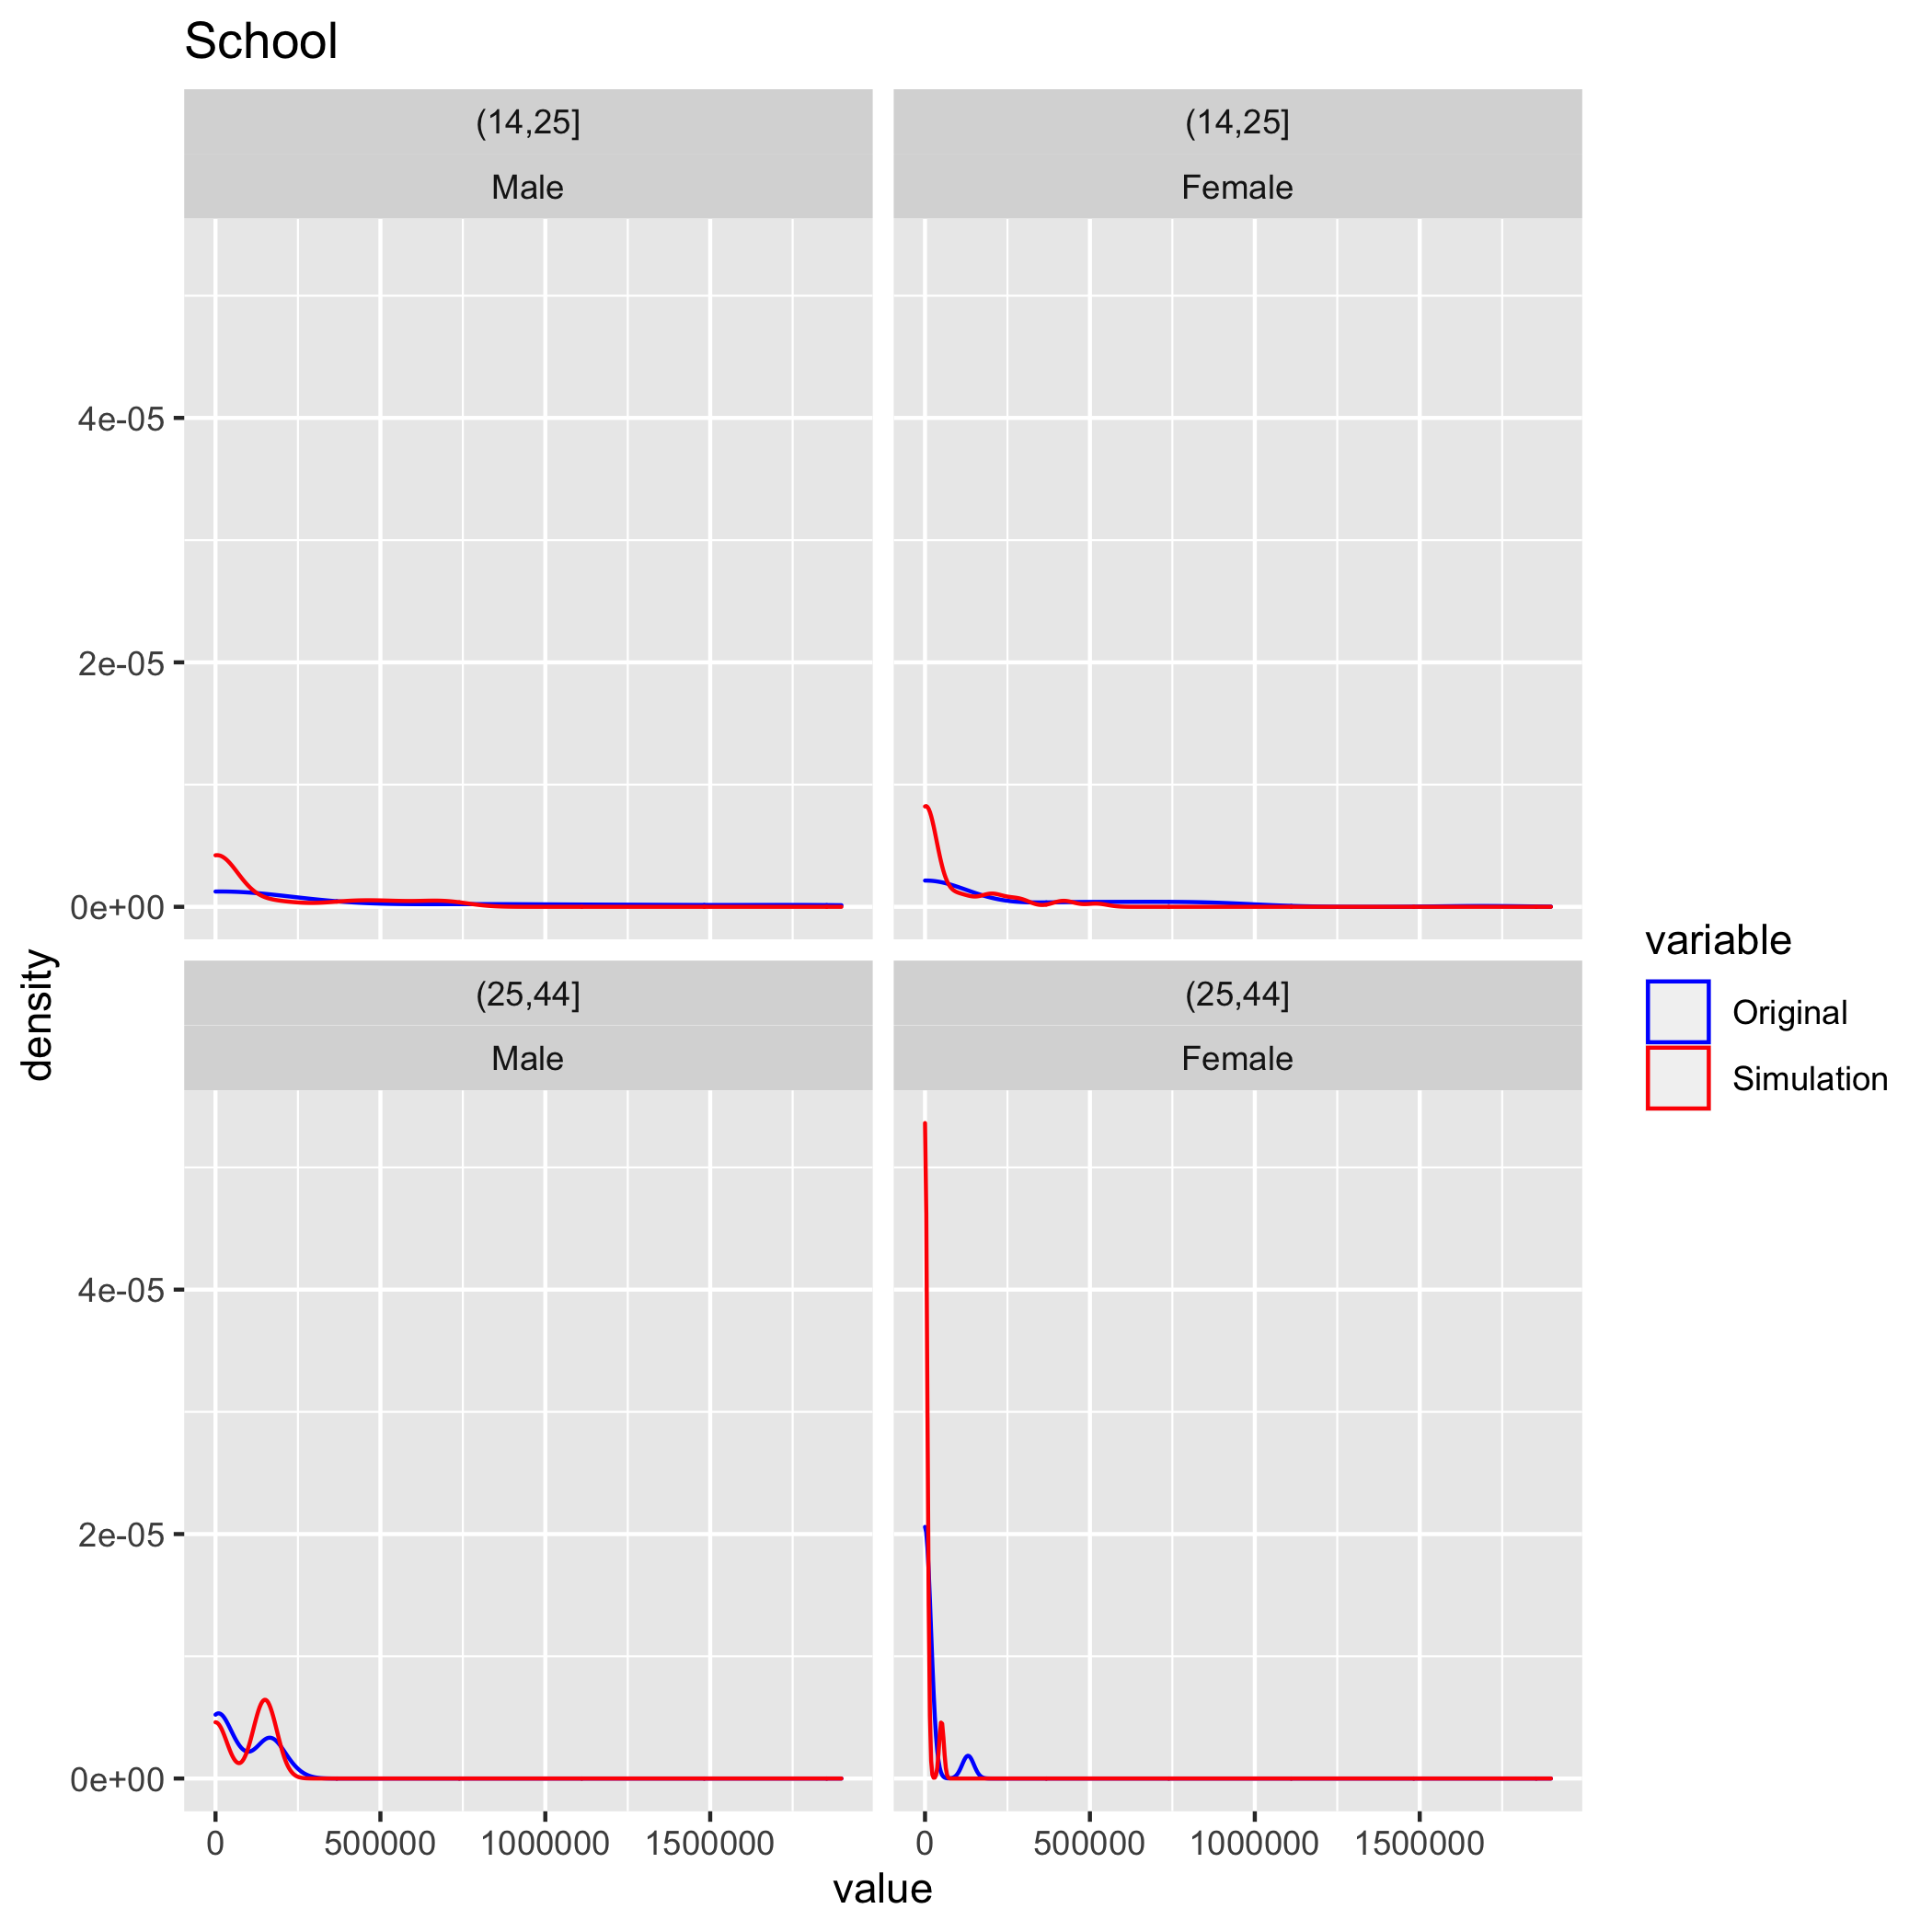 School
(14,25]
(14,25]
Male
Female
4e-05
2e-05
0e+00
(25,44]
(25,44]
Male
Female
4e-05
2e-05
0e+00
0 500000 1000000 1500000
0 500000 1000000 1500000
value
density
variable
Original
Simulation